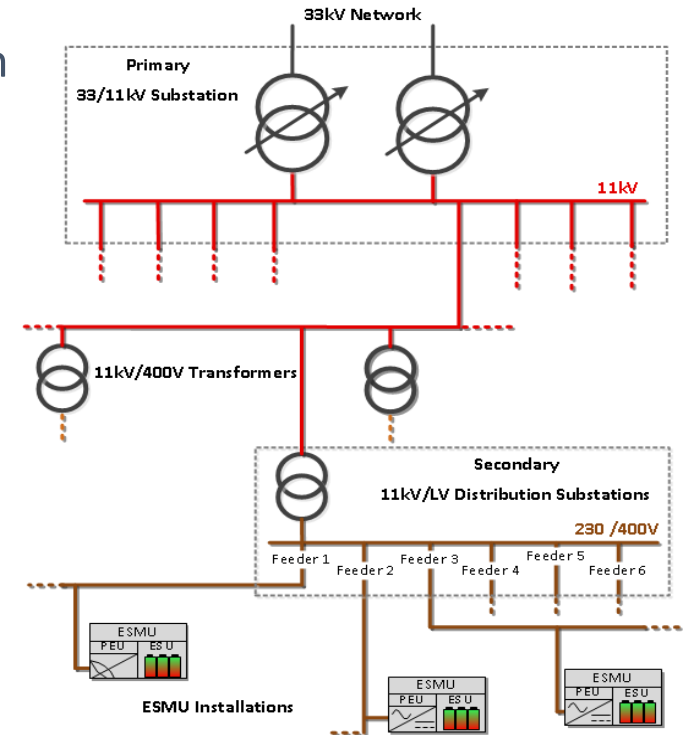 33kV Network
n
Primary
33/11kV Substation
11kV
11kV/400V Transformers
Secondary
11kV/LV Distribution Substations
230 /400V
Feeder 1
Feeder 2
Feeder 3
Feeder 4
Feeder 5
Feeder 6
ESMU
PEU ESU
ESMU Installations
ESMU
PEU ESU
ESMU
PEU ESU